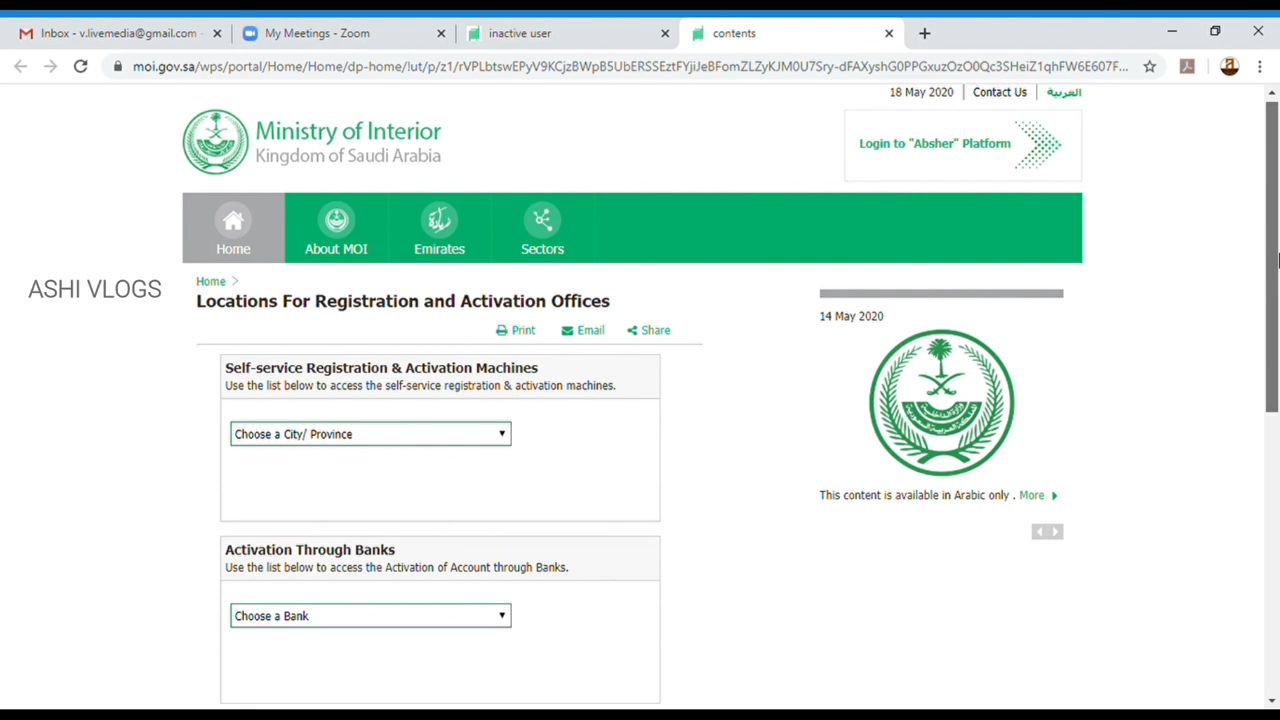 Inbox - v.livemedia@gmail.com
My Meetings - Zoom
inactive user
contents
moi.gov.sa/wps/portal/Home/Home/dp-home/!ut/p/z1/rVPLbtswEPyV9KCjzBWpB5UbERSSEztFYjiJeBFomZLZyKJM0U7Sry-dFAXyshG0PPGxuzOzO0Qc3SHeiZ1qhFW6E607F...
18 May 2020
Contact Us
العربية
Ministry of Interior
Kingdom of Saudi Arabia
Login to "Absher" Platform
Home
About MOI
Emirates
Sectors
ASHI VLOGS
Home >
Locations For Registration and Activation Offices
Print
Email
Share
14 May 2020
Self-service Registration & Activation Machines
Use the list below to access the self-service registration & activation machines.
Choose a City/ Province
This content is available in Arabic only . More
Activation Through Banks
Use the list below to access the Activation of Account through Banks.
Choose a Bank